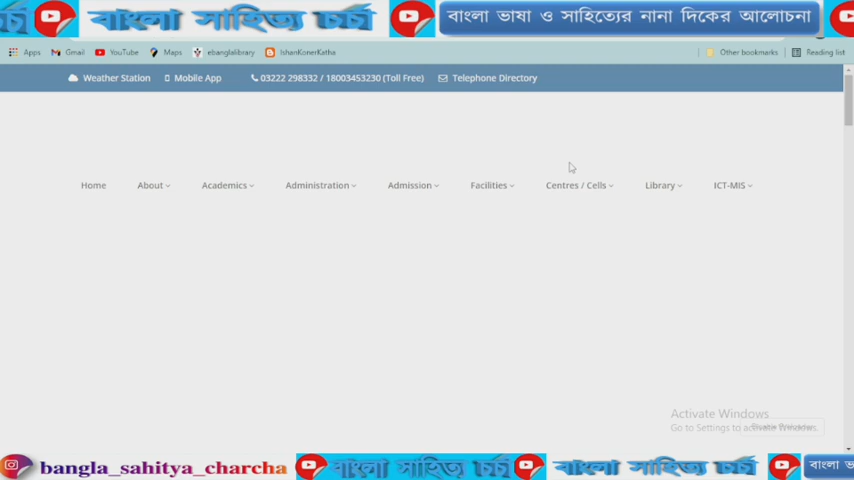 র্চা বাংলা সাহিত্য চর্চা বাংলা ভাষা ও সাহিত্যের নানা দিকের আলোচনা
Apps Gmail YouTube Maps ebanglalibrary IshanKonerKatha Other bookmarks Reading list
Weather Station Mobile App 03222 298332 / 18003453230 (Toll Free) Telephone Directory
Home About Academics Administration Admission Facilities Centres / Cells Library ICT-MIS
Activate Windows
Go to Settings to activate Windows.
bangla_sahitya_charcha বাংলা সাহিত্য চর্চা বাংলা সাহিত্য চর্চা বাংলা ভা